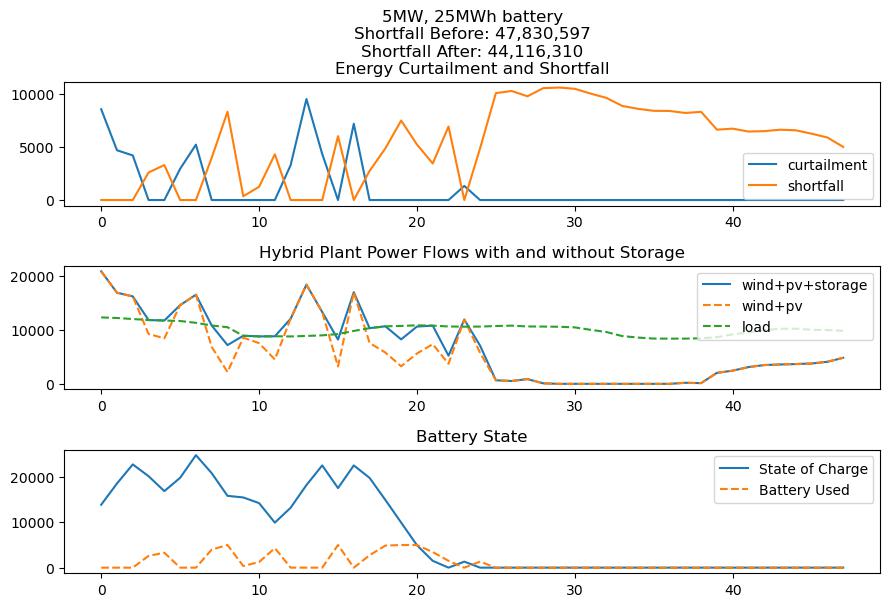 5MW, 25MWh battery
Shortfall Before: 47,830,597
Shortfall After: 44,116,310
Energy Curtailment and Shortfall
10000
5000
0
curtailment
shortfall
0 10 20 30 40
Hybrid Plant Power Flows with and without Storage
20000
10000
0
wind+pv+storage
wind+pv
load
0 10 20 30 40
Battery State
20000
10000
0
State of Charge
Battery Used
0 10 20 30 40